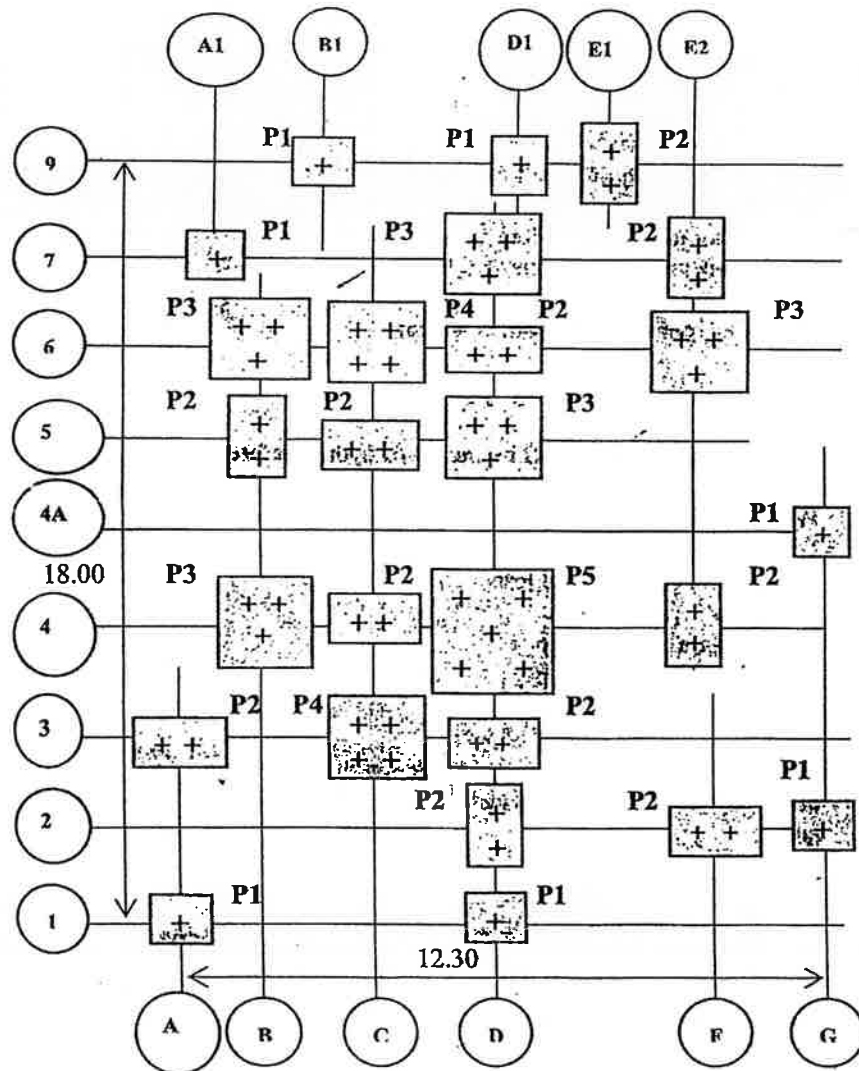 A1 B1 D1 E1 E2
P1 P1 P2
9
P1 P3 P2
7
P3 P4 P2 P3
6
P2 P2 P3
5
4A P1
18.00 P3 P2 P5 P2
4
P2 P4 P2
3
P2 P2 P1
2
P1 P1
1
12.30
A B C D F G